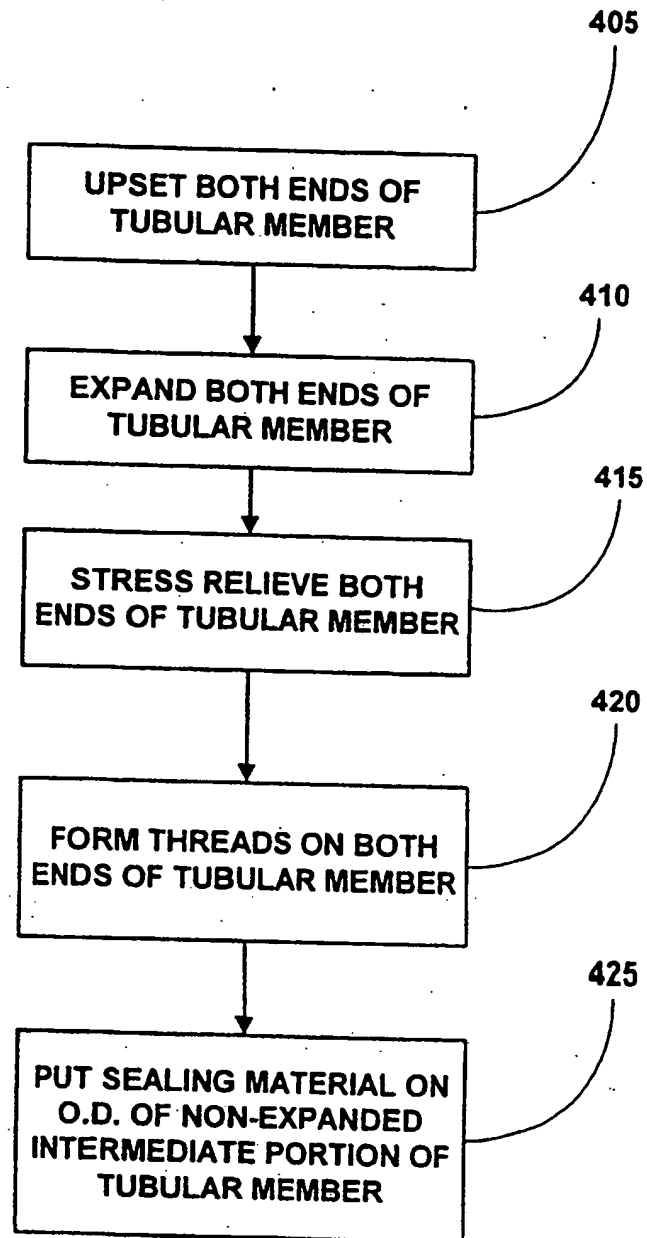 405
UPSET BOTH ENDS OF
TUBULAR MEMBER
410
EXPAND BOTH ENDS OF
TUBULAR MEMBER
415
STRESS RELIEVE BOTH
ENDS OF TUBULAR MEMBER
420
FORM THREADS ON BOTH
ENDS OF TUBULAR MEMBER
425
PUT SEALING MATERIAL ON
O.D. OF NON-EXPANDED
INTERMEDIATE PORTION OF
TUBULAR MEMBER